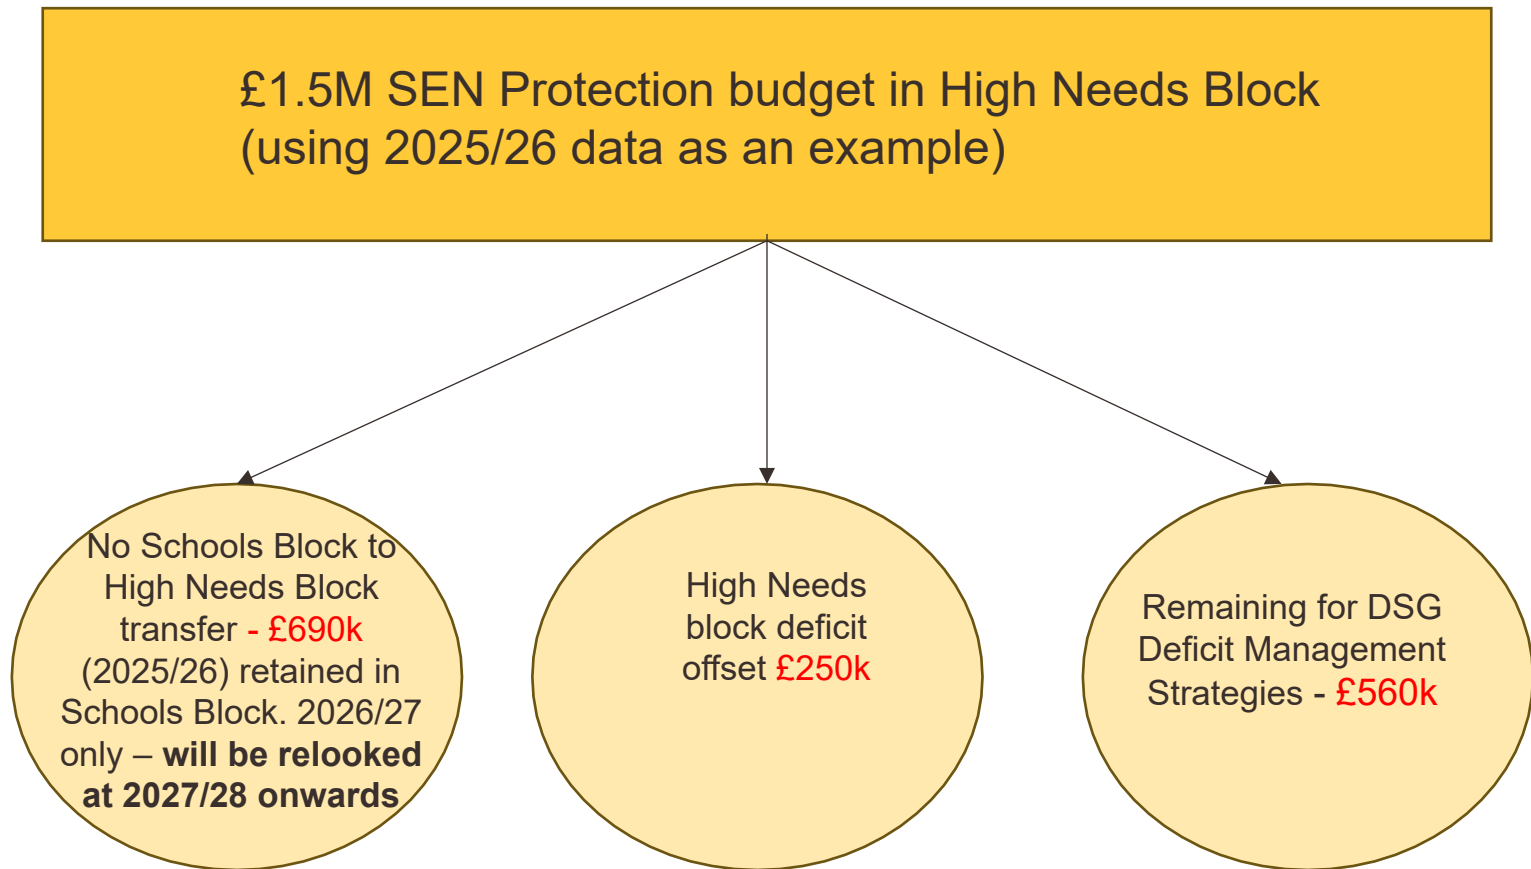 £1.5M SEN Protection budget in High Needs Block
(using 2025/26 data as an example)
No Schools Block to
High Needs Block
transfer - £690k
(2025/26) retained in
Schools Block. 2026/27
only – will be relooked
at 2027/28 onwards
High Needs
block deficit
offset £250k
Remaining for DSG
Deficit Management
Strategies - £560k